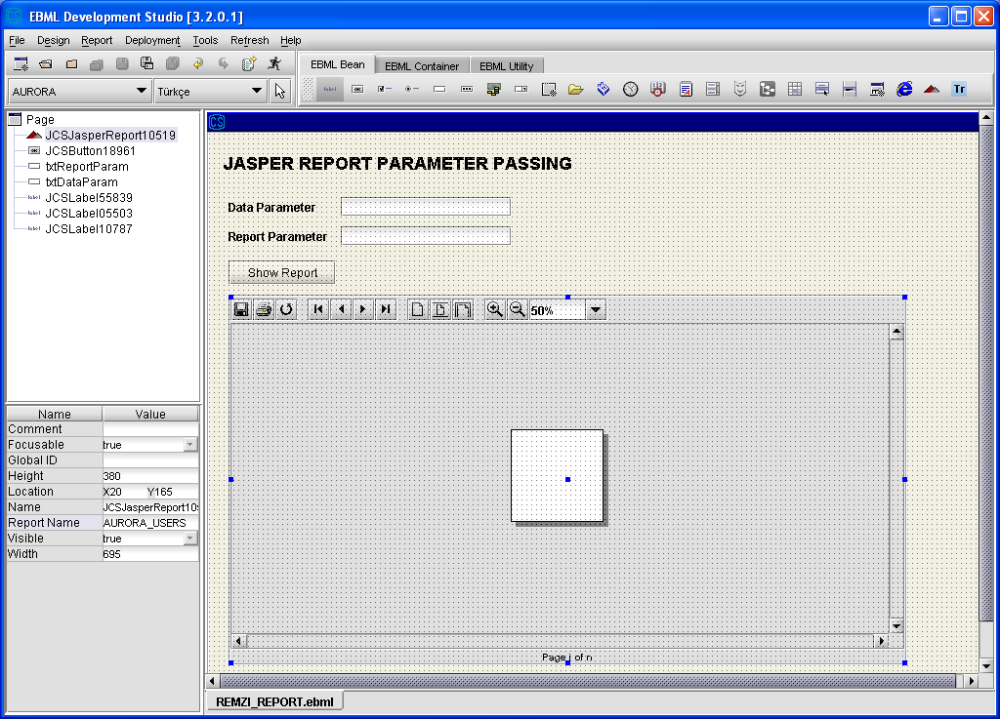 EBML Development Studio [3.2.0.1]
File Design Report Deployment Tools Refresh Help
EBML Bean EBML Container EBML Utility
AURORA Türkçe
Tr
Page
JCSJasperReport10519
JCSButton18961
txtReportParam
txtDataParam
JCSLabel55839
JCSLabel05503
JCSLabel10787
Name Value
Comment
Focusable true
Global ID
Height 380
Location X20 Y165
Name JCSJasperReport10
Report Name AURORA_USERS
Visible true
Width 695
CS
JASPER REPORT PARAMETER PASSING
Data Parameter
Report Parameter
Show Report
50%
Page i of n
REMZI_REPORT.ebml